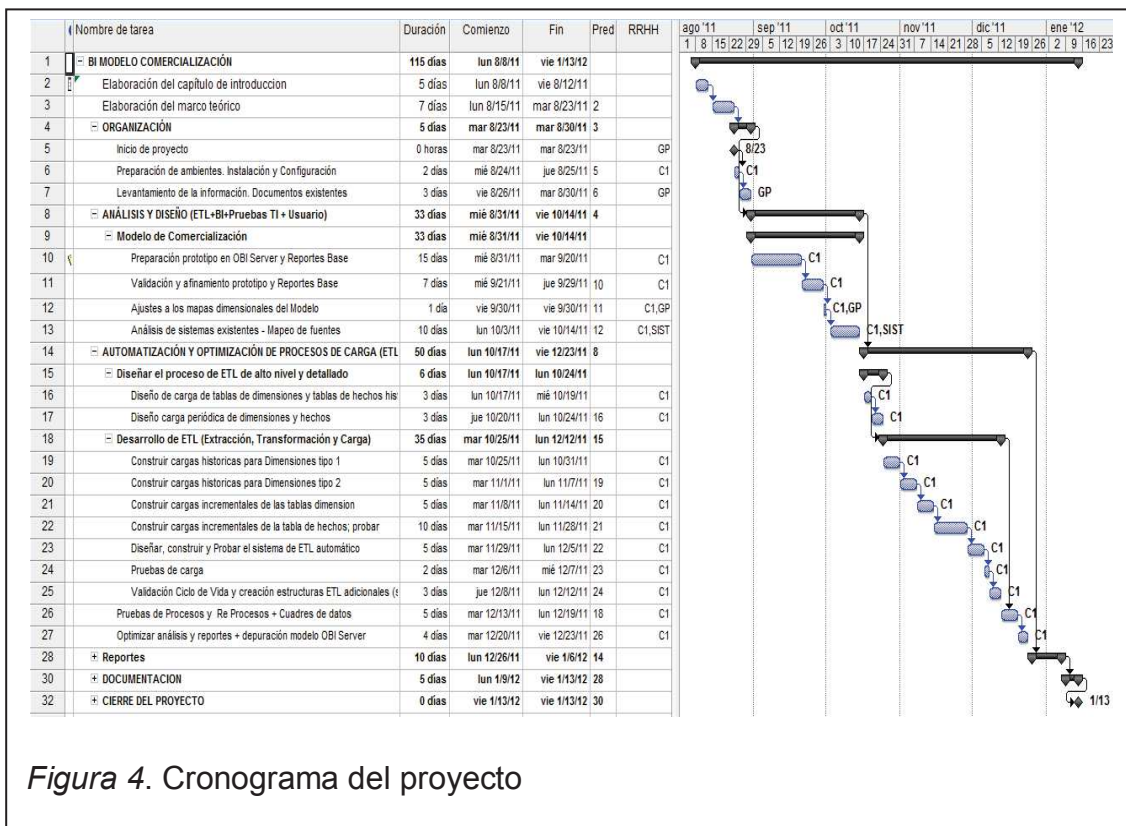 Nombre de tarea Duración Comienzo Fin Pred RRHH ago '11 sep '11 oct '11 nov '11 dic '11 ene '12
1 8 15 22 29 5 12 19 26 3 10 17 24 31 7 14 21 28 5 12 19 26 2 9 16 23
1 BI MODELO COMERCIALIZACIÓN 115 días lun 8/8/11 vie 1/13/12
2 Elaboración del capítulo de introduccion 5 días lun 8/8/11 vie 8/12/11
3 Elaboración del marco teórico 7 días lun 8/15/11 mar 8/23/11 2
4 ORGANIZACIÓN 5 días mar 8/23/11 mar 8/30/11 3
5 Inicio de proyecto 0 horas mar 8/23/11 mar 8/23/11 GP 8/23
6 Preparación de ambientes. Instalación y Configuración 2 días mié 8/24/11 jue 8/25/11 5 C1 C1
7 Levantamiento de la información. Documentos existentes 3 días vie 8/26/11 mar 8/30/11 6 GP GP
8 ANÁLISIS Y DISEÑO (ETL+BI+Pruebas TI + Usuario) 33 días mié 8/31/11 vie 10/14/11 4
9 Modelo de Comercialización 33 días mié 8/31/11 vie 10/14/11
10 Preparación prototipo en OBI Server y Reportes Base 15 días mié 8/31/11 mar 9/20/11 C1 C1
11 Validación y afinamiento prototipo y Reportes Base 7 días mié 9/21/11 jue 9/29/11 10 C1 C1
12 Ajustes a los mapas dimensionales del Modelo 1 día vie 9/30/11 vie 9/30/11 11 C1,GP C1,GP
13 Análisis de sistemas existentes - Mapeo de fuentes 10 días lun 10/3/11 vie 10/14/11 12 C1,SIST C1,SIST
14 AUTOMATIZACIÓN Y OPTIMIZACIÓN DE PROCESOS DE CARGA (ETL 50 días lun 10/17/11 vie 12/23/11 8
15 Diseñar el proceso de ETL de alto nivel y detallado 6 días lun 10/17/11 lun 10/24/11
16 Diseño de carga de tablas de dimensiones y tablas de hechos his 3 días lun 10/17/11 mié 10/19/11 C1 C1
17 Diseño carga periódica de dimensiones y hechos 3 días jue 10/20/11 lun 10/24/11 16 C1 C1
18 Desarrollo de ETL (Extracción, Transformación y Carga) 35 días mar 10/25/11 lun 12/12/11 15
19 Construir cargas historicas para Dimensiones tipo 1 5 días mar 10/25/11 lun 10/31/11 C1 C1
20 Construir cargas historicas para Dimensiones tipo 2 5 días mar 11/1/11 lun 11/7/11 19 C1 C1
21 Construir cargas incrementales de las tablas dimension 5 días mar 11/8/11 lun 11/14/11 20 C1 C1
22 Construir cargas incrementales de la tabla de hechos; probar 10 días mar 11/15/11 lun 11/28/11 21 C1 C1
23 Diseñar, construir y Probar el sistema de ETL automático 5 días mar 11/29/11 lun 12/5/11 22 C1 C1
24 Pruebas de carga 2 días mar 12/6/11 mié 12/7/11 23 C1 C1
25 Validación Ciclo de Vida y creación estructuras ETL adicionales (s 3 días jue 12/8/11 lun 12/12/11 24 C1 C1
26 Pruebas de Procesos y Re Procesos + Cuadres de datos 5 días mar 12/13/11 lun 12/19/11 18 C1 C1
27 Optimizar análisis y reportes + depuración modelo OBI Server 4 días mar 12/20/11 vie 12/23/11 26 C1 C1
28 Reportes 10 días lun 12/26/11 vie 1/6/12 14
30 DOCUMENTACION 5 días lun 1/9/12 vie 1/13/12 28
32 CIERRE DEL PROYECTO 0 días vie 1/13/12 vie 1/13/12 30 1/13
Figura 4. Cronograma del proyecto